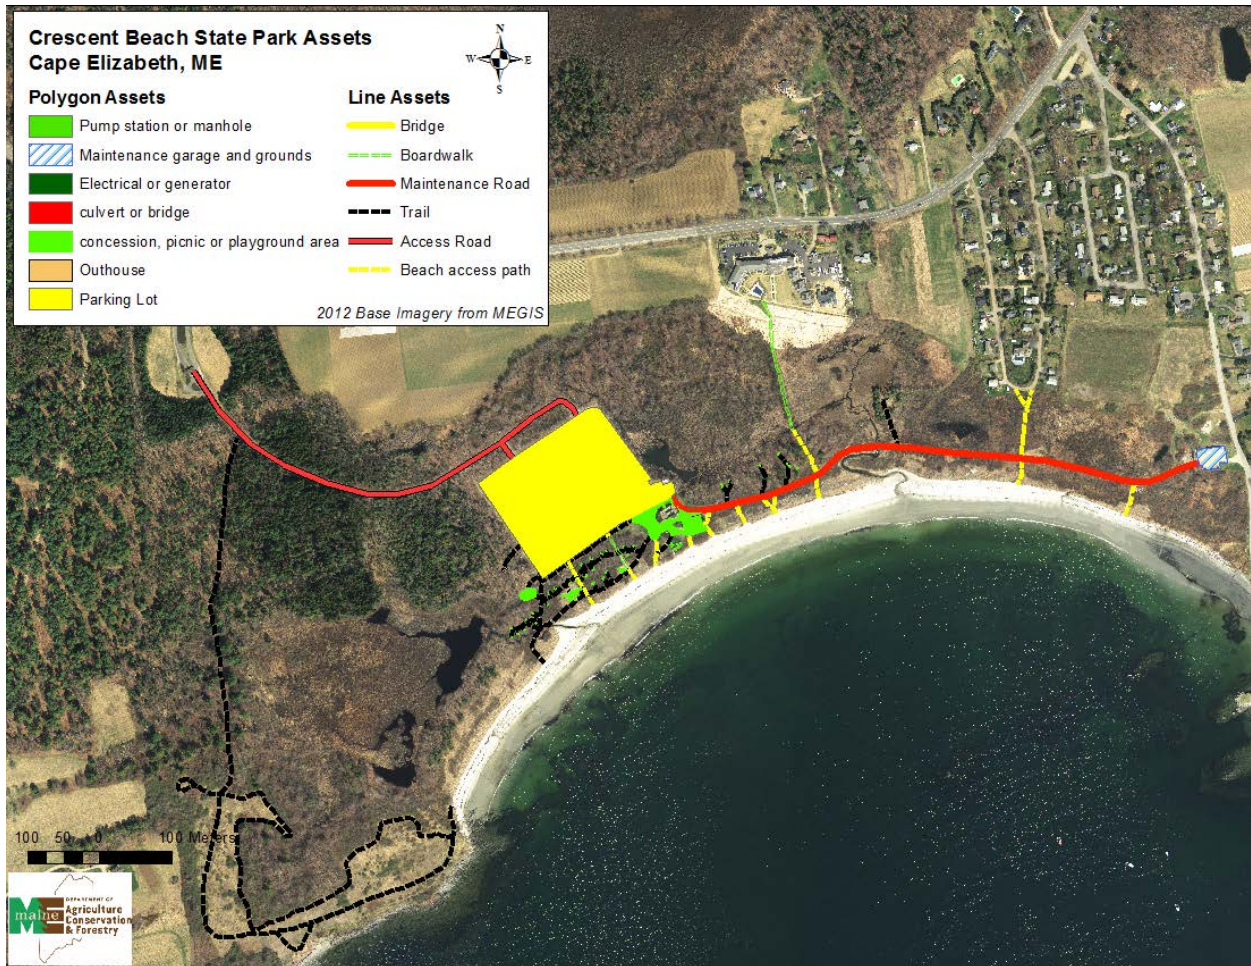 Crescent Beach State Park Assets
Cape Elizabeth, ME
N
W
E
S
Polygon Assets
Pump station or manhole
Maintenance garage and grounds
Electrical or generator
culvert or bridge
concession, picnic or playground area
Outhouse
Parking Lot
Line Assets
Bridge
Boardwalk
Maintenance Road
Trail
Access Road
Beach access path
2012 Base Imagery from MEGIS
100 50 0 100 Meters
maine
DEPARTMENT OF
Agriculture
Conservation
& Forestry